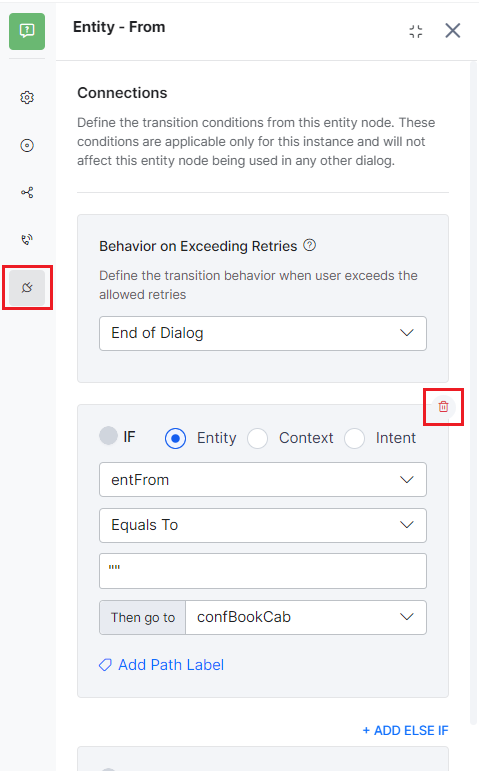 Entity - From
Connections
Define the transition conditions from this entity node. These
conditions are applicable only for this instance and will not
affect this entity node being used in any other dialog.
Behavior on Exceeding Retries
Define the transition behavior when user exceeds the
allowed retries
End of Dialog
IF Entity Context Intent
entFrom
Equals To
""
Then go to confBookCab
Add Path Label
+ ADD ELSE IF